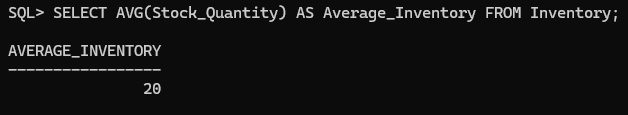 SQL> SELECT AVG(Stock_Quantity) AS Average_Inventory FROM Inventory;
AVERAGE_INVENTORY
-----------------
20